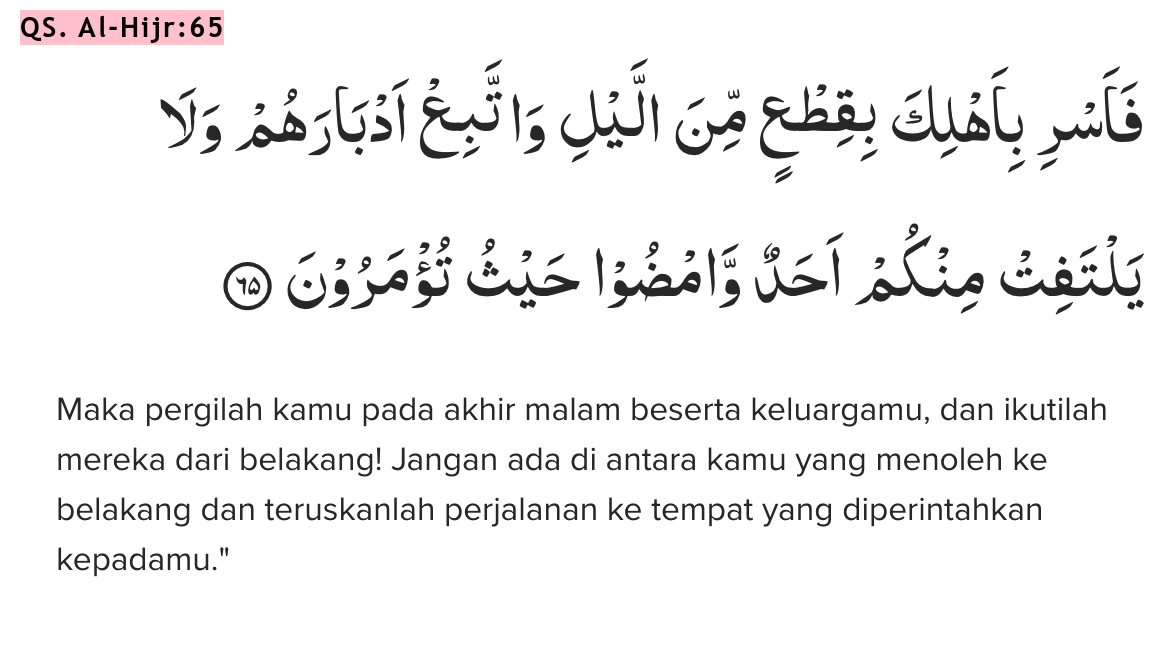 QS. Al-Hijr:65
فَاَسْرِ بِاَهْلِكَ بِقِطْعٍ مِّنَ الَّيْلِ وَاتَّبِعْ اَدْبَارَهُمْ وَلَا
يَلْتَفِتْ مِنْكُمْ اَحَدٌ وَّامْضُوْا حَيْثُ تُؤْمَرُوْنَ ۝٦٥
Maka pergilah kamu pada akhir malam beserta keluargamu, dan ikutilah
mereka dari belakang! Jangan ada di antara kamu yang menoleh ke
belakang dan teruskanlah perjalanan ke tempat yang diperintahkan
kepadamu."